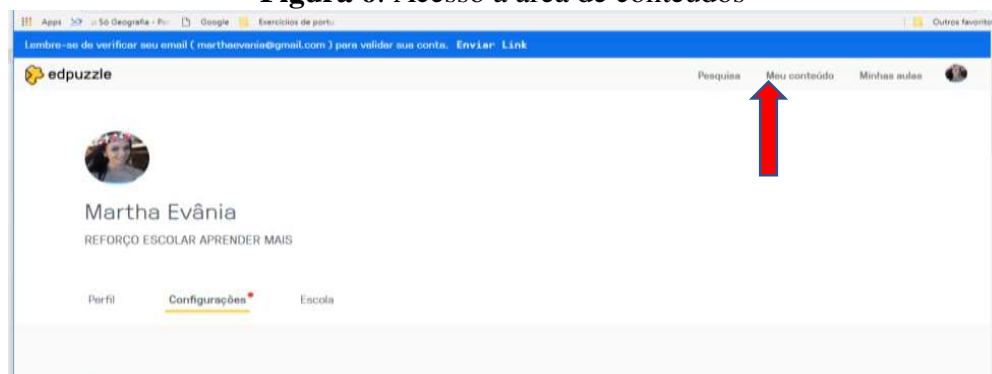 Figura 6: Acesso à área de conteúdos
Apps Só Geografia - Google Exercícios de portu Outros favorito
Lembre-se de verificar seu email ( marthaevania@gmail.com ) para validar sua conta. Enviar Link
edpuzzle Pesquisa Meu conteúdo Minhas aulas
Martha Evânia
REFORÇO ESCOLAR APRENDER MAIS
Perfil Configurações Escola